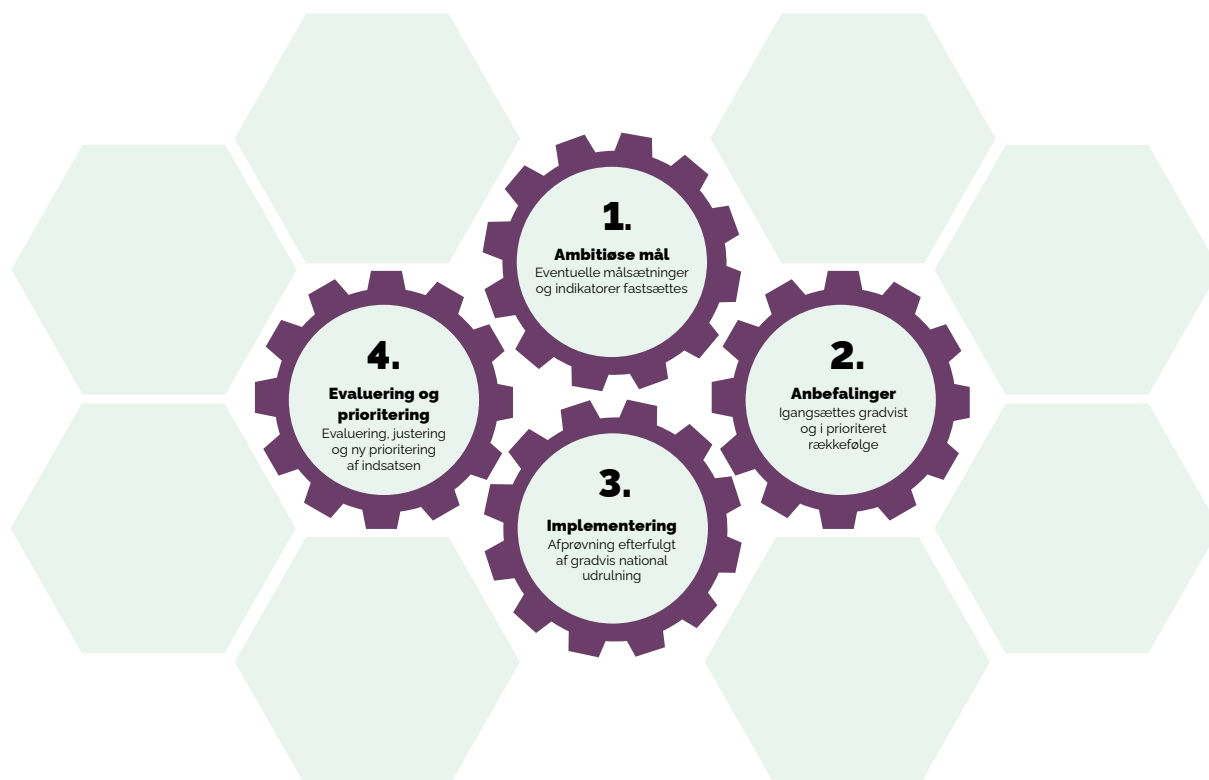 1.
Ambitiøse mål
Eventuelle målsætninger
og indikatorer fastsættes
2.
Anbefalinger
Igangsættes gradvist
og i prioriteret
rækkefølge
3.
Implementering
Afprøvning efterfulgt
af gradvis national
udrulning
4.
Evaluering og
prioritering
Evaluering, justering
og ny prioritering
af indsatsen